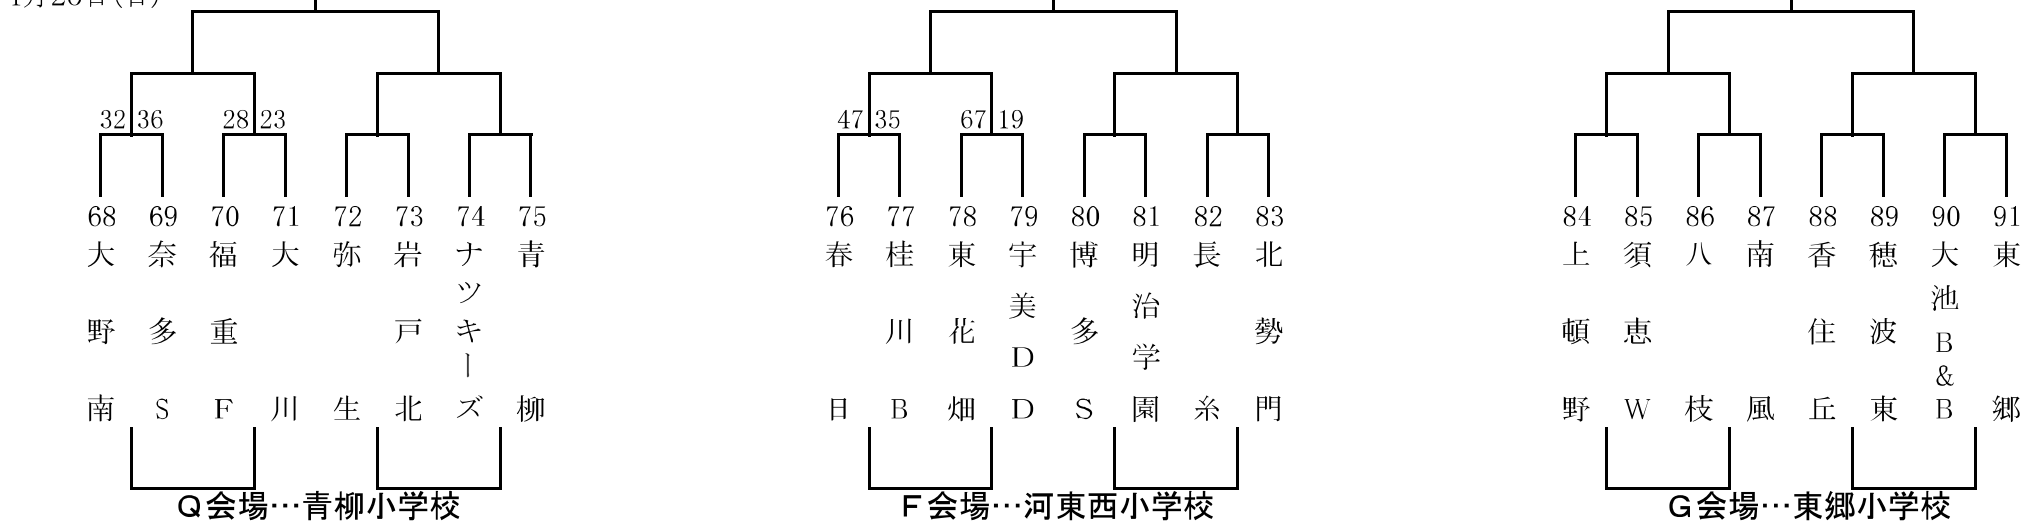 32 36 28 23
68 69 70 71 72 73 74 75
大野南
奈多S
福重F
大川
弥生
岩戸北
ナツキーズ
青柳
Q会場…青柳小学校
47 35 67 19
76 77 78 79 80 81 82 83
春日
桂川B
東花畑
宇美DD
博多S
明治学園
長糸
北勢門
F会場…河東西小学校
84 85 86 87 88 89 90 91
上頓野
須恵W
八枝
南風
香住丘
穂波東
大池B&B
東郷
G会場…東郷小学校